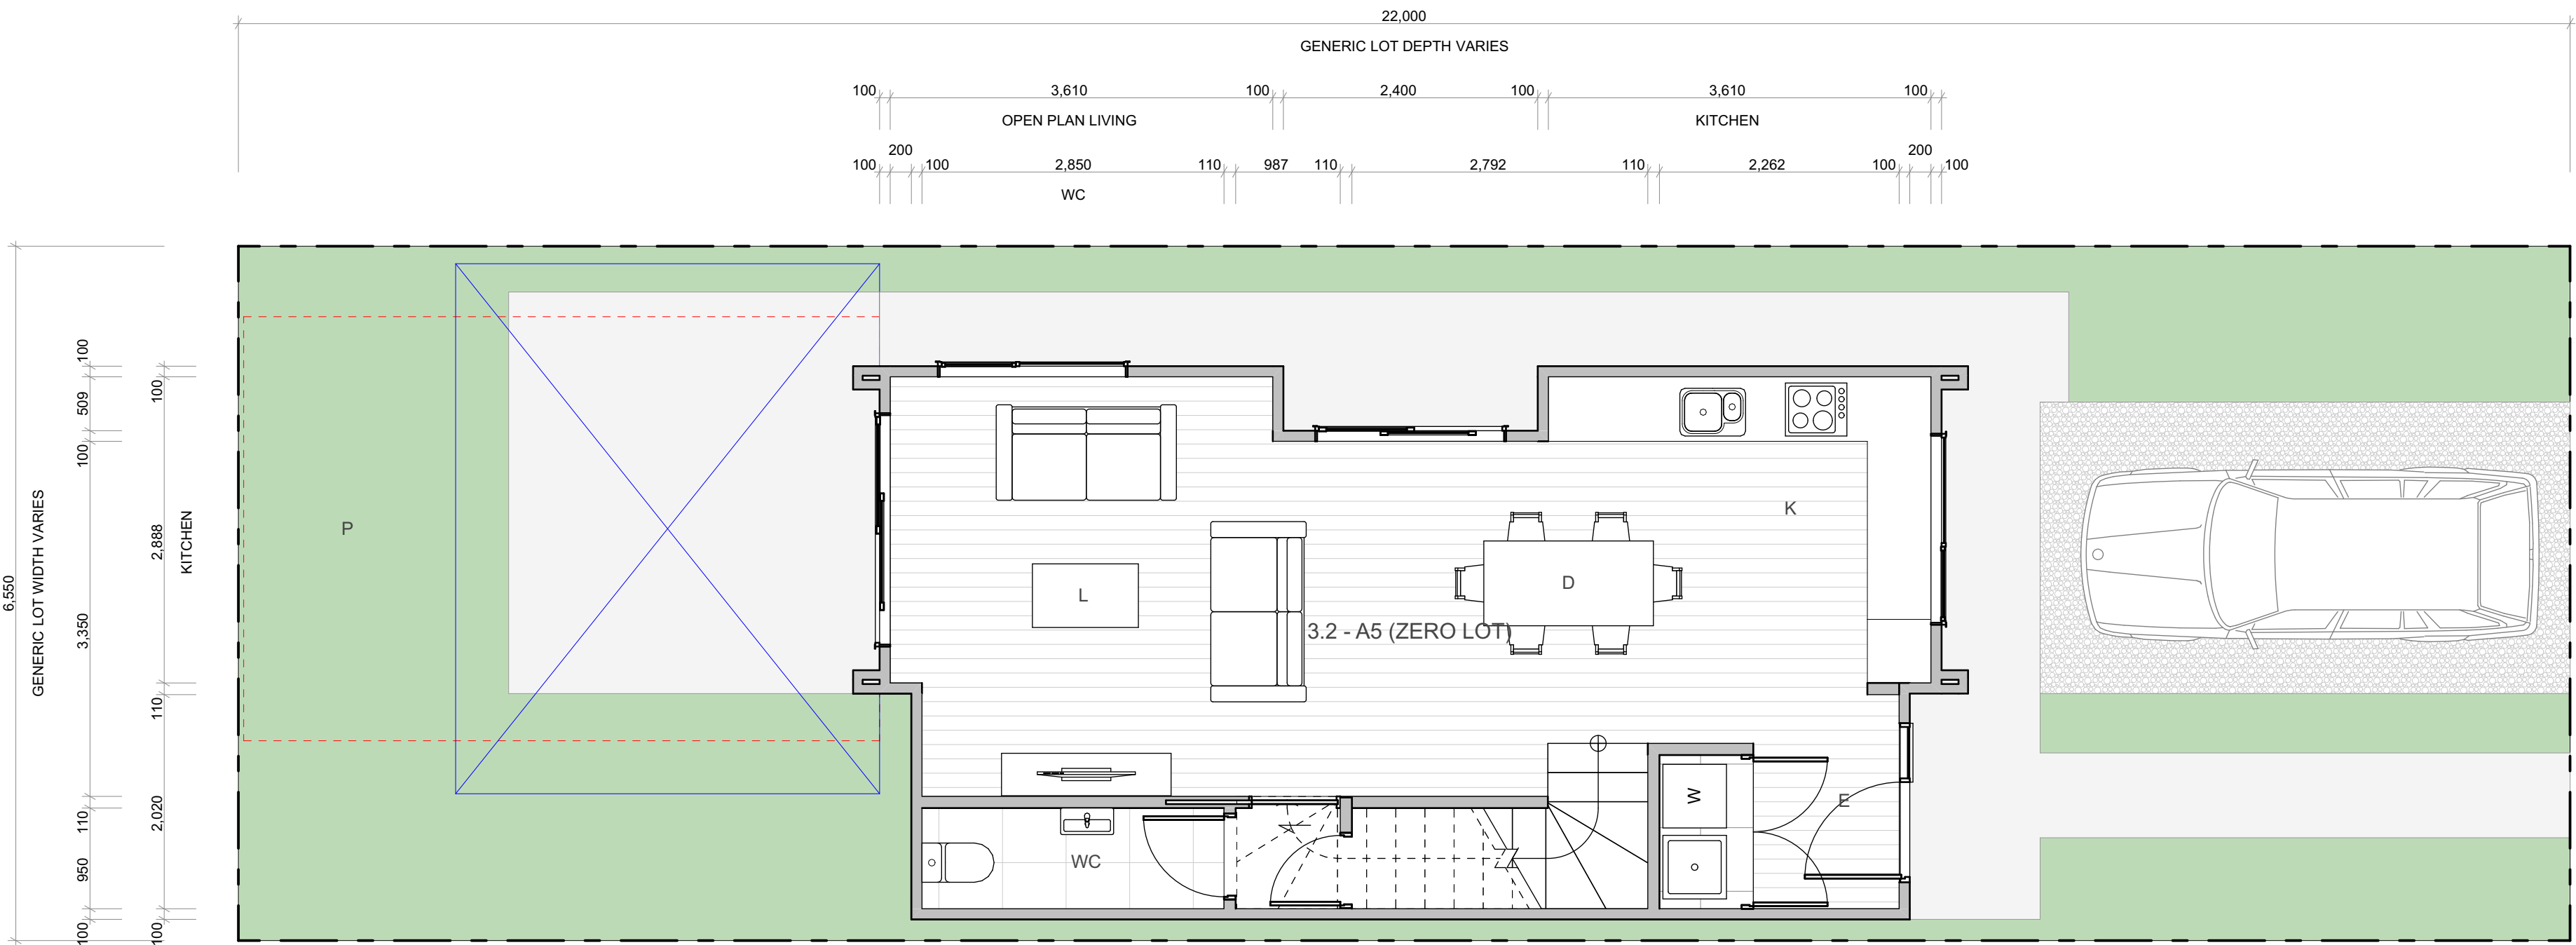 22,000
GENERIC LOT DEPTH VARIES
100 3,610 100 2,400 100 3,610 100
OPEN PLAN LIVING KITCHEN
200 200
100 100 2,850 110 987 110 2,792 110 2,262 100 100
WC
6,550
GENERIC LOT WIDTH VARIES
100
509
100
3,350
110
950
100
100
2,888
110
2,020
100
KITCHEN
P
K
L
D
3.2 - A5 (ZERO LOT)
W
E
WC